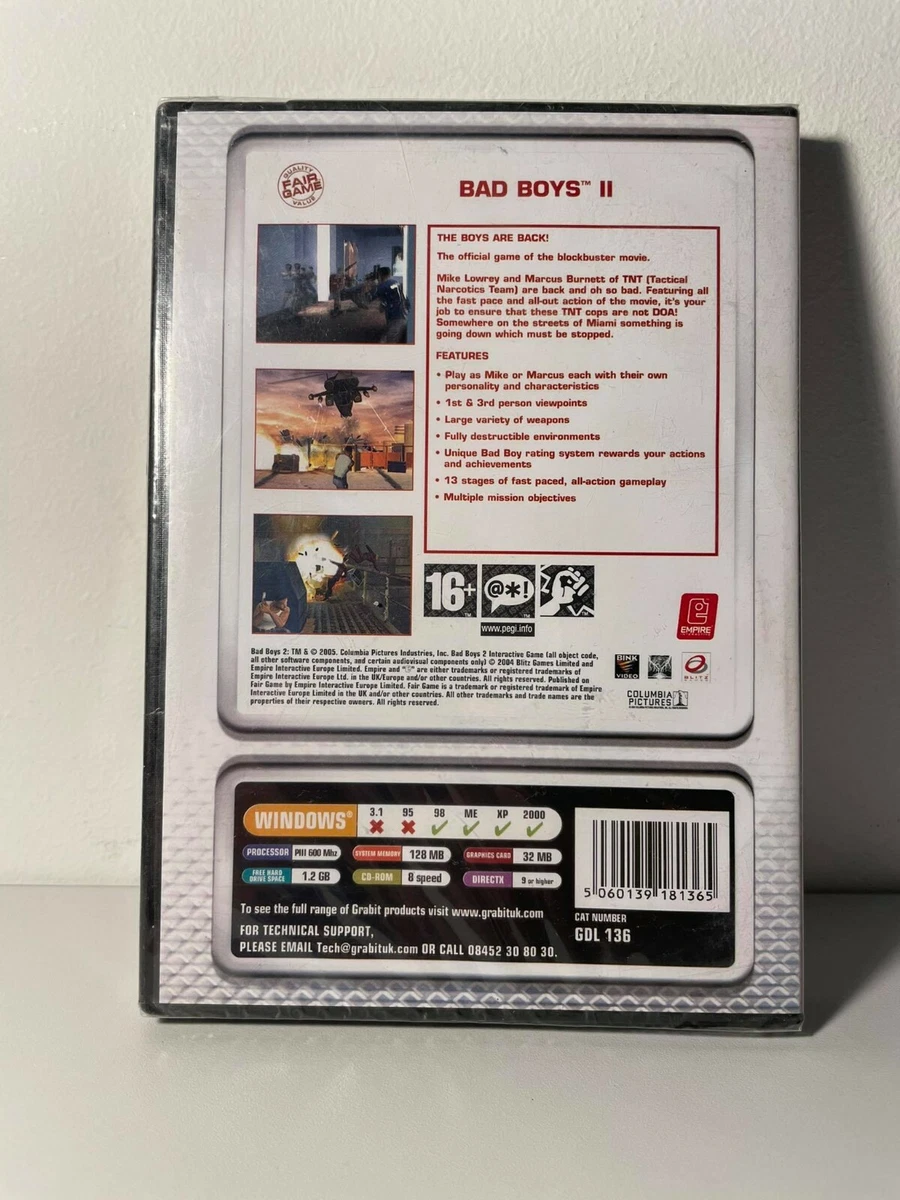 QUALITY
FAIR
GAME
VALUE
BAD BOYS™ II
THE BOYS ARE BACK!
The official game of the blockbuster movie.
Mike Lowrey and Marcus Burnett of TNT (Tactical
Narcotics Team) are back and oh so bad. Featuring all
the fast pace and all-out action of the movie, it's your
job to ensure that these TNT cops are not DOA!
Somewhere on the streets of Miami something is
going down which must be stopped.
FEATURES
• Play as Mike or Marcus each with their own
personality and characteristics
• 1st & 3rd person viewpoints
• Large variety of weapons
• Fully destructible environments
• Unique Bad Boy rating system rewards your actions
and achievements
• 13 stages of fast paced, all-action gameplay
• Multiple mission objectives
16+ @*!
www.pegi.info
EMPIRE
Bad Boys 2: TM & © 2005. Columbia Pictures Industries, Inc. Bad Boys 2 Interactive Game (all object code,
all other software components, and certain audiovisual components only) © 2004 Blitz Games Limited and
Empire Interactive Europe Limited. Empire and "E" are either trademarks or registered trademarks of
Empire Interactive Europe Ltd. in the UK/Europe and/or other countries. All rights reserved. Published on
Fair Game by Empire Interactive Europe Limited. Fair Game is a trademark or registered trademark of Empire
Interactive Europe Limited in the UK and/or other countries. All other trademarks and trade names are the
properties of their respective owners. All rights reserved.
BINK
VIDEO
BLITZ
COLUMBIA
PICTURES
WINDOWS® 3.1 95 98 ME XP 2000
PROCESSOR PIII 600 Mhz SYSTEM MEMORY 128 MB GRAPHICS CARD 32 MB
FREE HARD DRIVE SPACE 1.2 GB CD-ROM 8 speed DIRECTX 9 or higher
5 060139 181365
To see the full range of Grabit products visit www.grabituk.com
FOR TECHNICAL SUPPORT,
PLEASE EMAIL Tech@grabituk.com OR CALL 08452 30 80 30.
CAT NUMBER
GDL 136